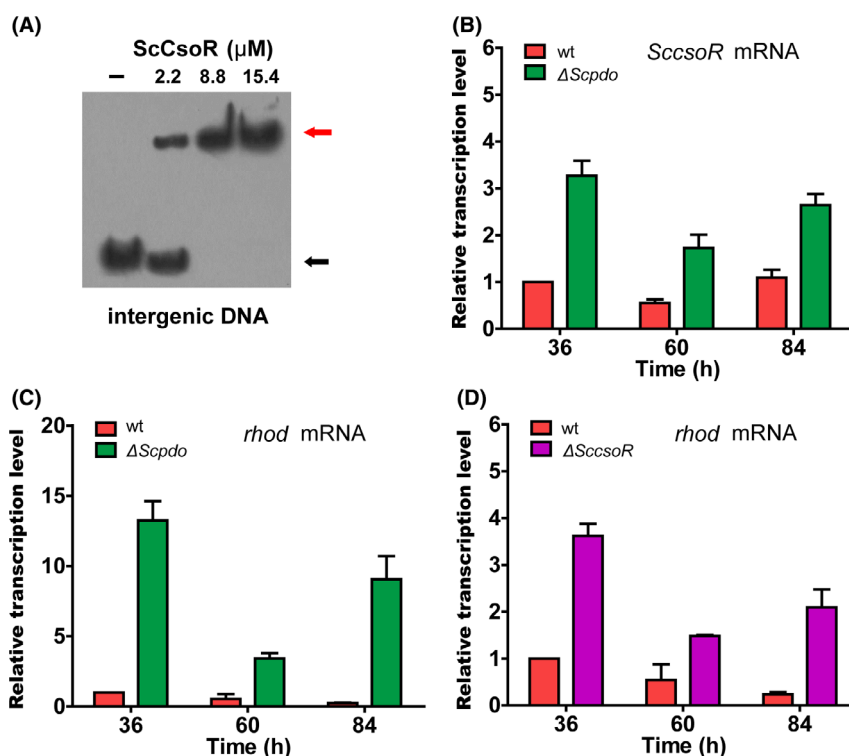 (A)
ScCsoR (μM)
– 2.2 8.8 15.4
intergenic DNA
(B)
wt
ΔScpdo
SccsoR mRNA
Relative transcription level
6
5
4
3
2
1
0
36 60 84
Time (h)
(C)
wt
ΔScpdo
rhod mRNA
Relative transcription level
20
15
10
5
0
36 60 84
Time (h)
(D)
wt
ΔSccsoR
rhod mRNA
Relative transcription level
6
5
4
3
2
1
0
36 60 84
Time (h)